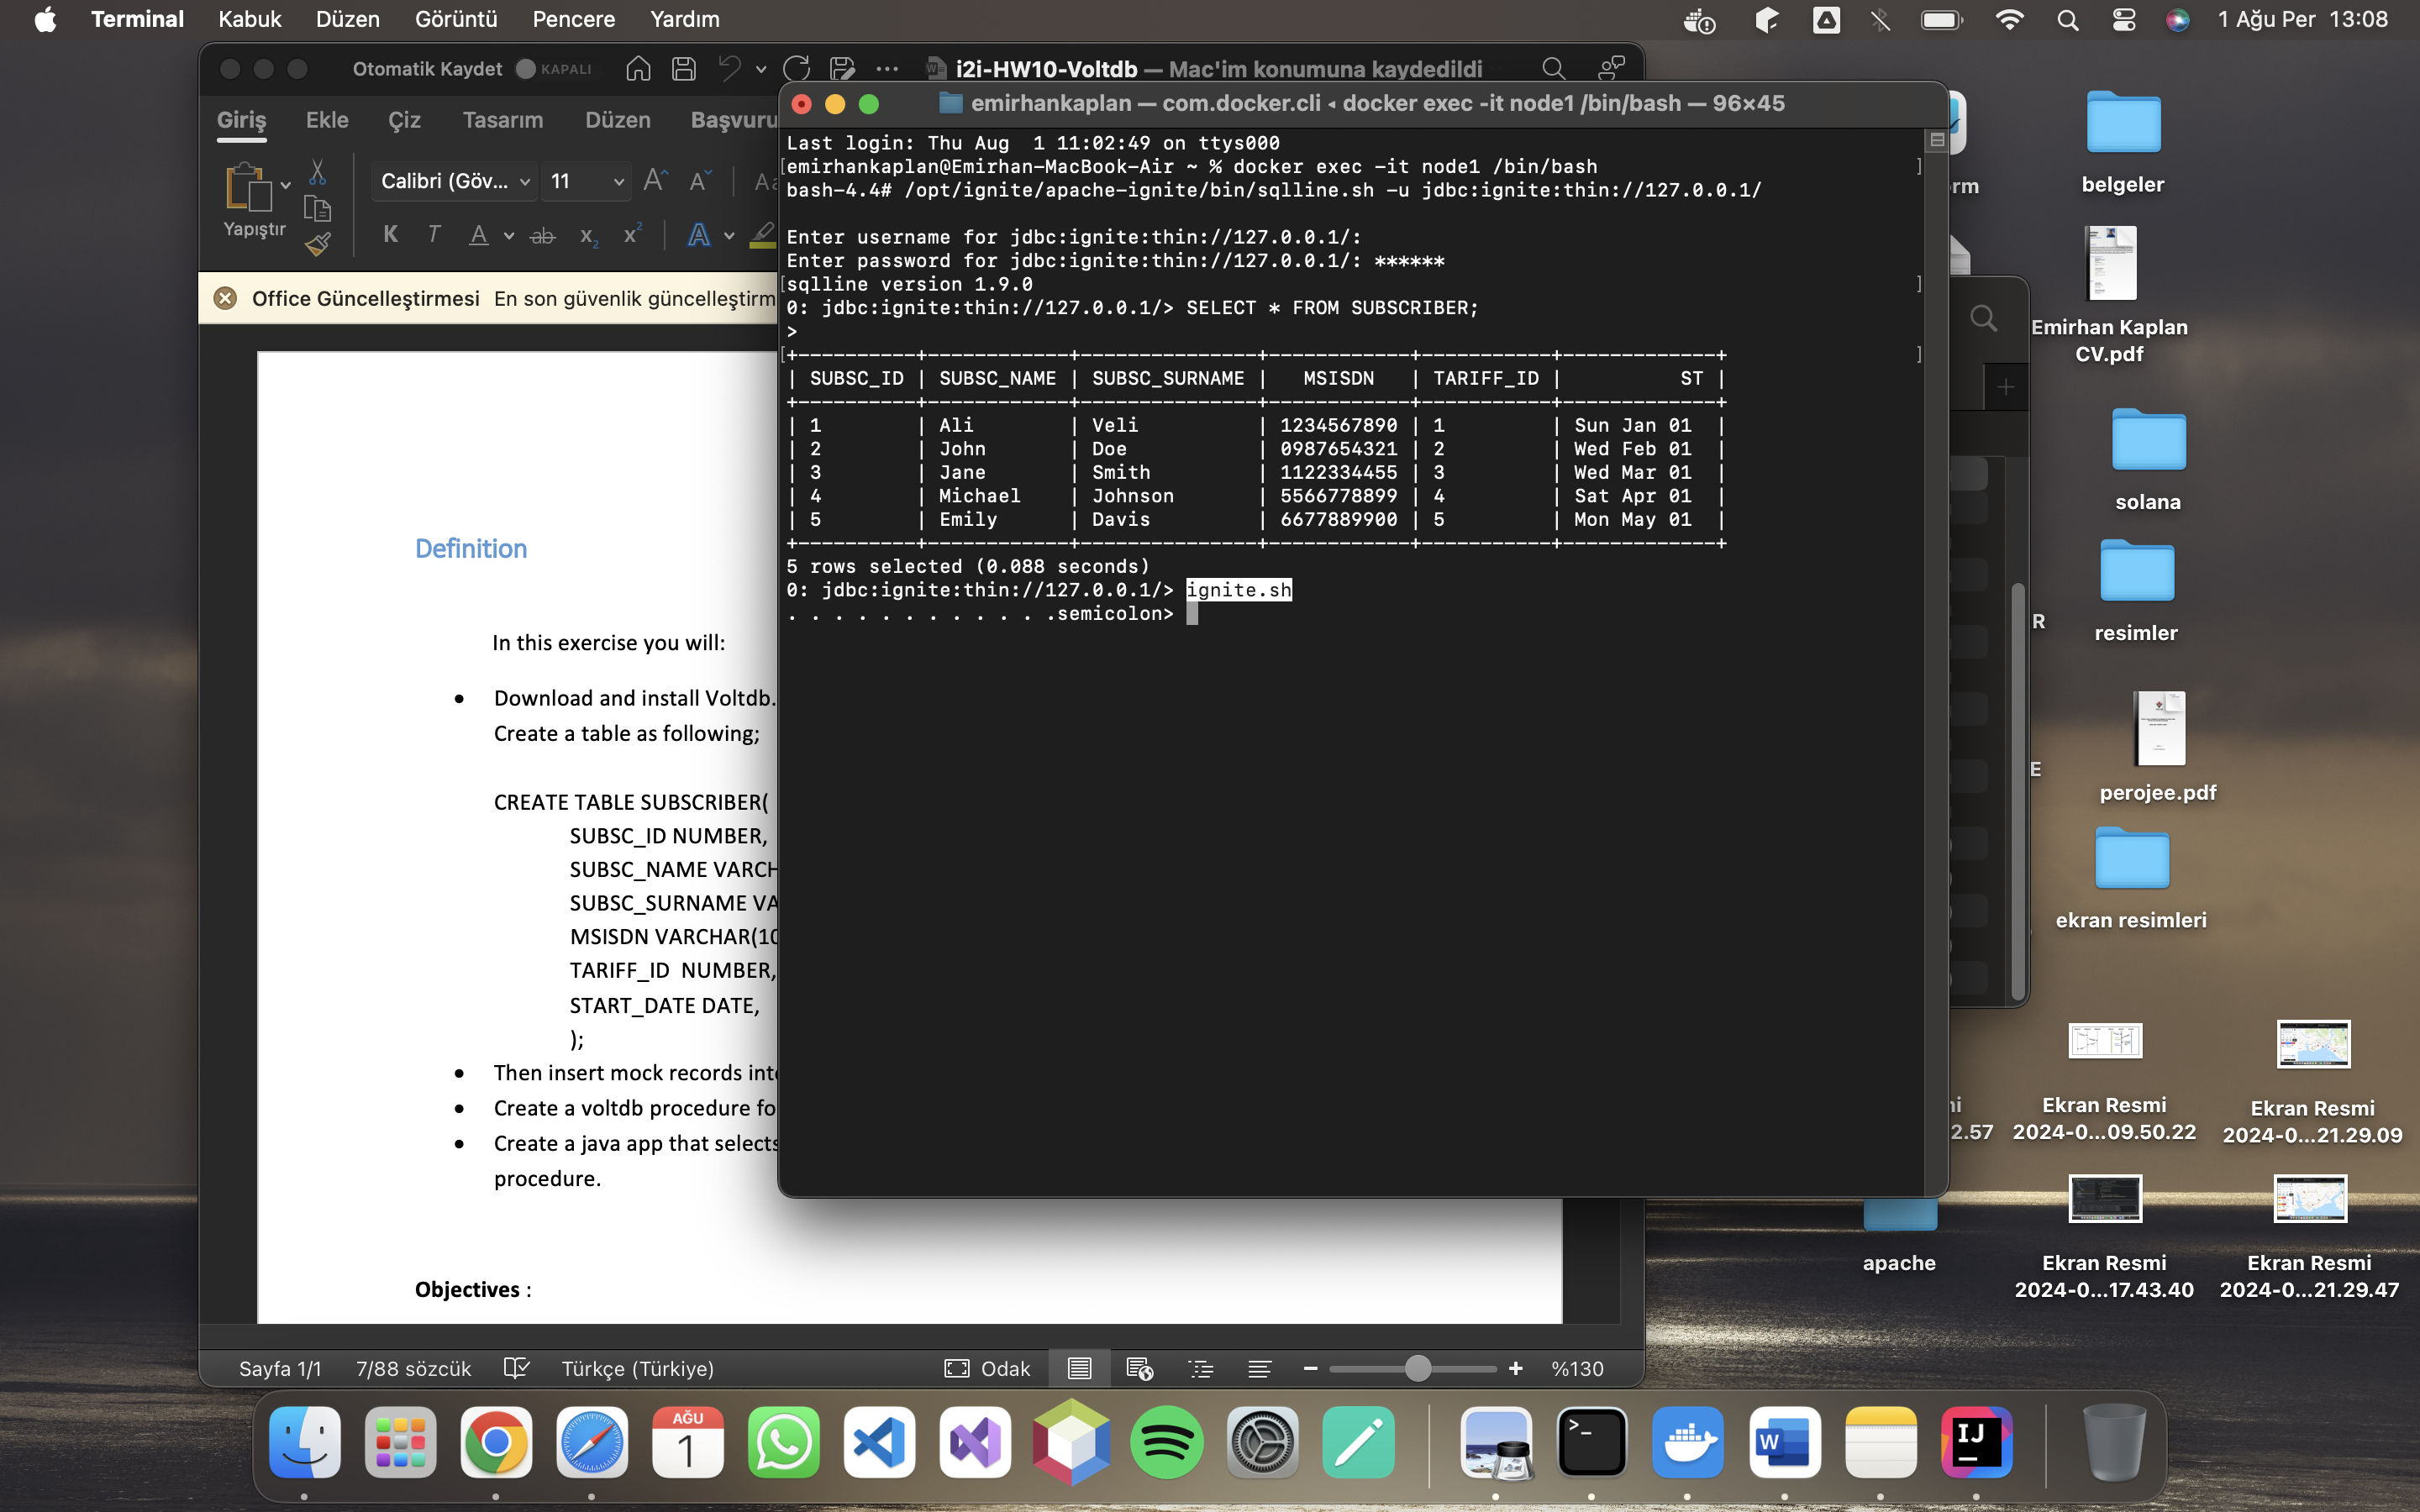 Terminal Kabuk Düzen Görüntü Pencere Yardım 1 Ağu Per 13:08
Otomatik Kaydet KAPALI i2i-HW10-Voltdb — Mac'im konumuna kaydedildi
Giriş Ekle Çiz Tasarım Düzen Başvuru
Yapıştır
Calibri (Göv... 11
K T A ab x₂ x² A
Office Güncelleştirmesi En son güvenlik güncelleştirm
Definition
In this exercise you will:
• Download and install Voltdb.
Create a table as following;
CREATE TABLE SUBSCRIBER(
SUBSC_ID NUMBER,
SUBSC_NAME VARCH
SUBSC_SURNAME VA
MSISDN VARCHAR(10
TARIFF_ID NUMBER,
START_DATE DATE,
);
• Then insert mock records int
• Create a voltdb procedure fo
• Create a java app that selects
procedure.
Objectives :
Sayfa 1/1 7/88 sözcük Türkçe (Türkiye) Odak %130
emirhankaplan — com.docker.cli ◂ docker exec -it node1 /bin/bash — 96×45
Last login: Thu Aug  1 11:02:49 on ttys000
[emirhankaplan@Emirhan-MacBook-Air ~ % docker exec -it node1 /bin/bash ]
bash-4.4# /opt/ignite/apache-ignite/bin/sqlline.sh -u jdbc:ignite:thin://127.0.0.1/
Enter username for jdbc:ignite:thin://127.0.0.1/:
Enter password for jdbc:ignite:thin://127.0.0.1/: ******
[sqlline version 1.9.0 ]
0: jdbc:ignite:thin://127.0.0.1/> SELECT * FROM SUBSCRIBER;
>
[+----------+------------+---------------+------------+-----------+-------------+ ]
| SUBSC_ID | SUBSC_NAME | SUBSC_SURNAME |   MSISDN   | TARIFF_ID |          ST |
+----------+------------+---------------+------------+-----------+-------------+
| 1        | Ali        | Veli          | 1234567890 | 1         | Sun Jan 01  |
| 2        | John       | Doe           | 0987654321 | 2         | Wed Feb 01  |
| 3        | Jane       | Smith         | 1122334455 | 3         | Wed Mar 01  |
| 4        | Michael    | Johnson       | 5566778899 | 4         | Sat Apr 01  |
| 5        | Emily      | Davis         | 6677889900 | 5         | Mon May 01  |
+----------+------------+---------------+------------+-----------+-------------+
5 rows selected (0.088 seconds)
0: jdbc:ignite:thin://127.0.0.1/> ignite.sh
. . . . . . . . . . . .semicolon>
rm
R
E
belgeler
Emirhan Kaplan
CV.pdf
solana
resimler
perojee.pdf
ekran resimleri
2.57
Ekran Resmi
2024-0...09.50.22
Ekran Resmi
2024-0...21.29.09
apache
Ekran Resmi
2024-0...17.43.40
Ekran Resmi
2024-0...21.29.47
AĞU
1
>_
W
IJ